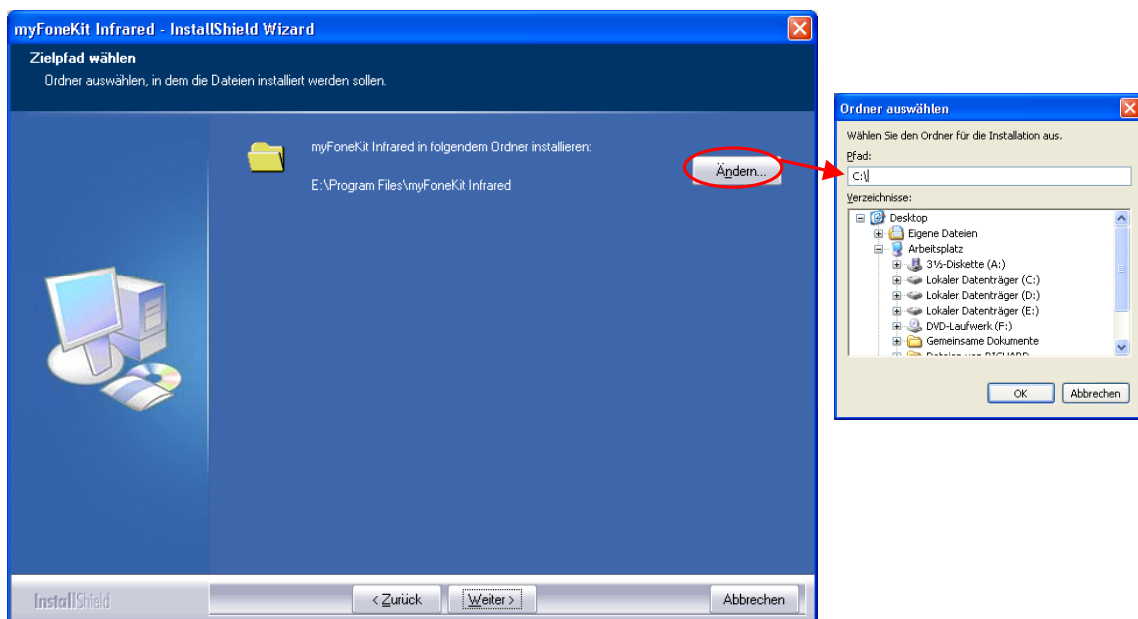 myFoneKit Infrared - InstallShield Wizard
Zielpfad wählen
Ordner auswählen, in dem die Dateien installiert werden sollen.
myFoneKit Infrared in folgendem Ordner installieren:
E:\Program Files\myFoneKit Infrared
Ändern...
InstallShield
< Zurück
Weiter >
Abbrechen
Ordner auswählen
Wählen Sie den Ordner für die Installation aus.
Pfad:
C:\
Verzeichnisse:
Desktop
Eigene Dateien
Arbeitsplatz
3½-Diskette (A:)
Lokaler Datenträger (C:)
Lokaler Datenträger (D:)
Lokaler Datenträger (E:)
DVD-Laufwerk (F:)
Gemeinsame Dokumente
Dateien von RICHARD
OK
Abbrechen